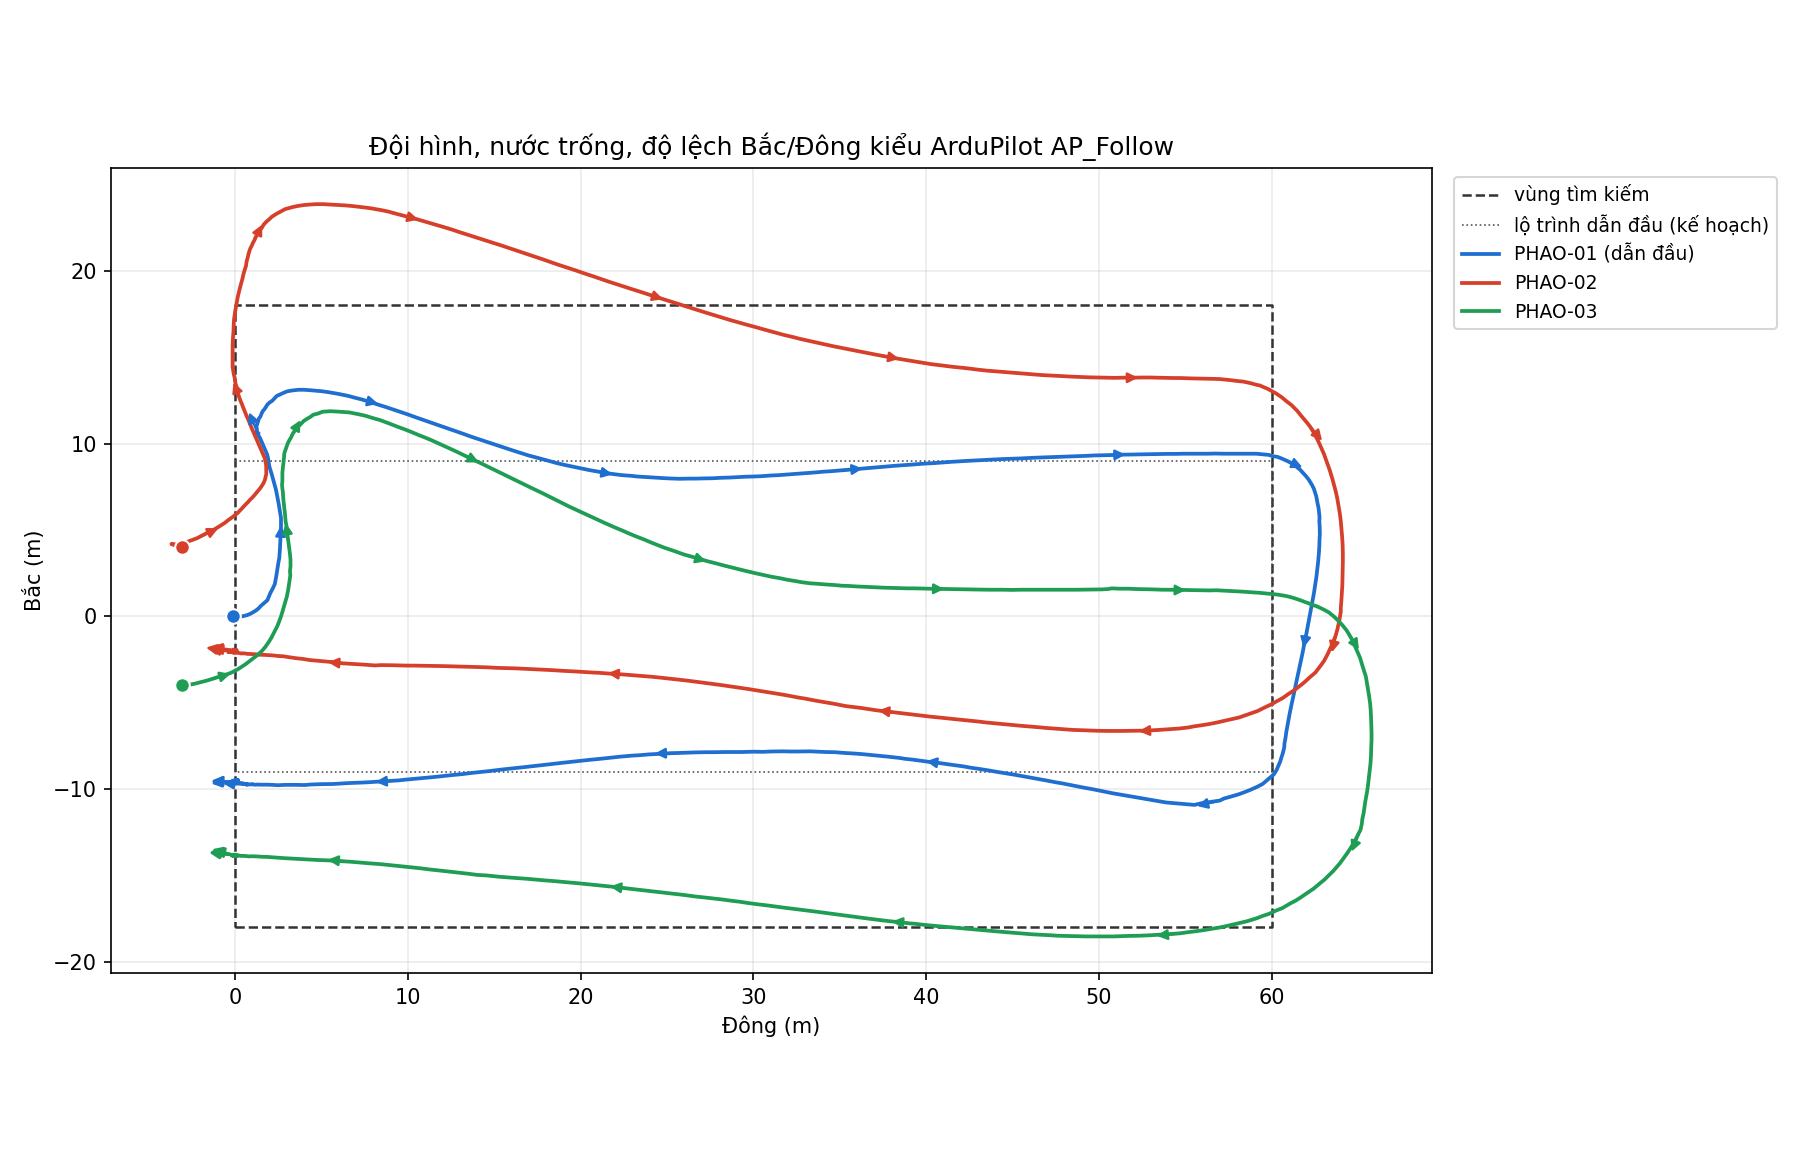 Đội hình, nước trống, độ lệch Bắc/Đông kiểu ArduPilot AP_Follow
vùng tìm kiếm
lộ trình dẫn đầu (kế hoạch)
PHAO-01 (dẫn đầu)
PHAO-02
PHAO-03
Bắc (m)
20
10
0
−10
−20
0 10 20 30 40 50 60
Đông (m)